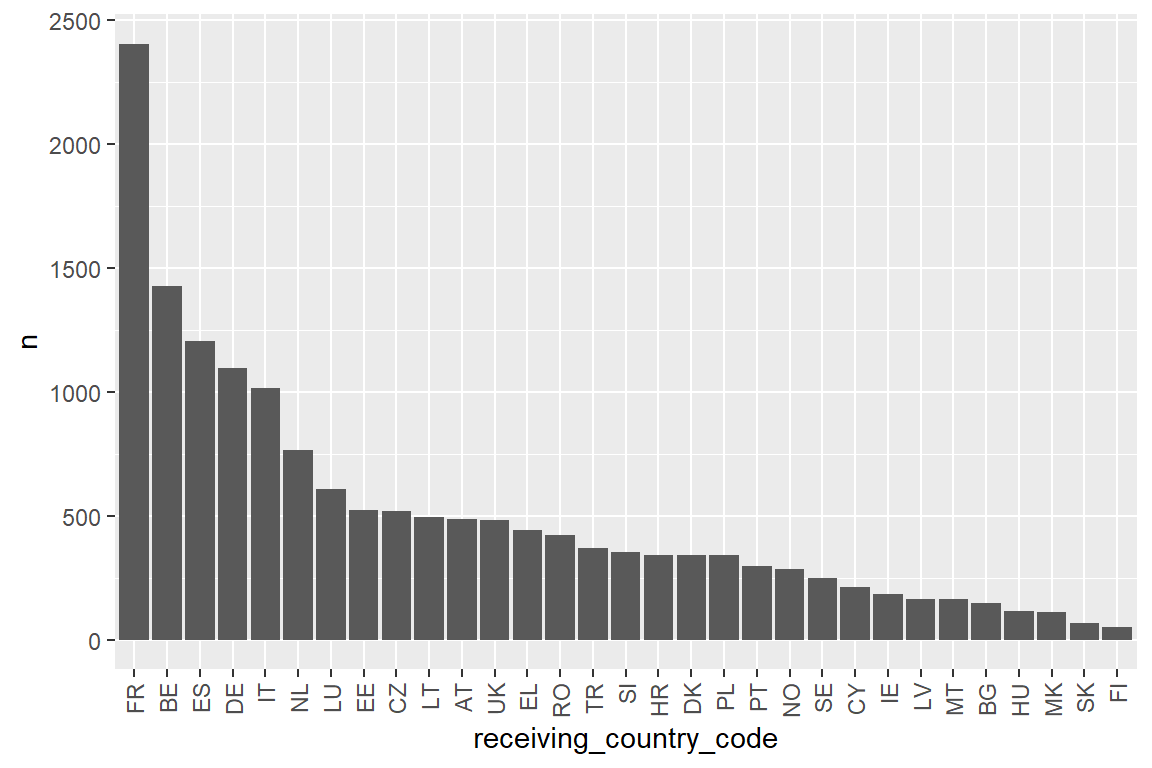 2500
2000
1500
1000
500
0
n
FR BE ES DE IT NL LU EE CZ LT AT UK EL RO TR SI HR DK PL PT NO SE CY IE LV MT BG HU MK SK FI
receiving_country_code